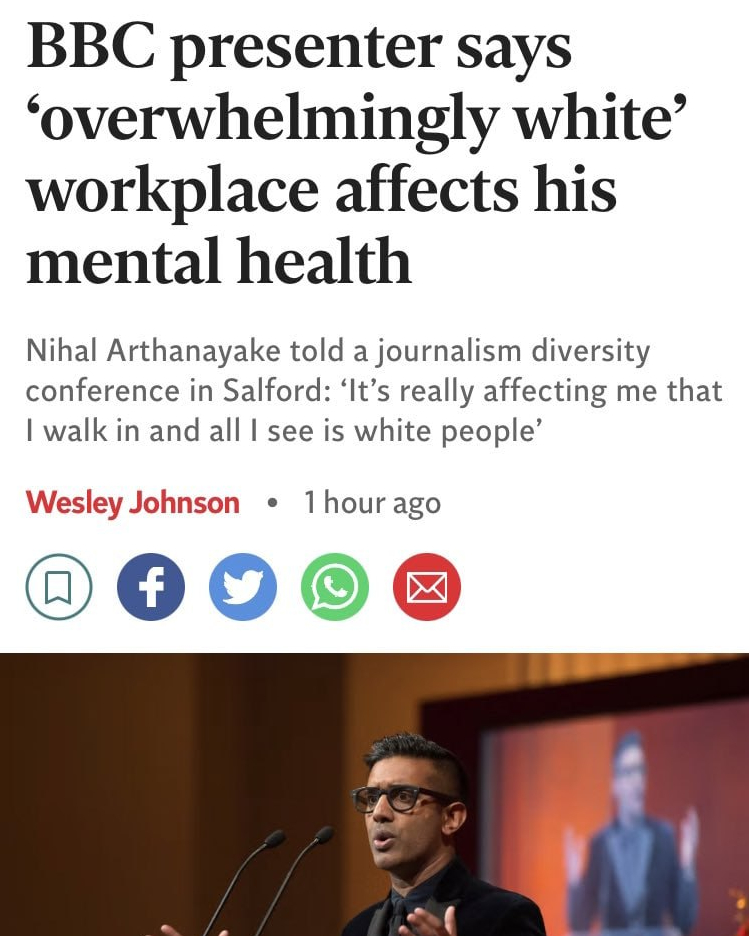 BBC presenter says
‘overwhelmingly white’
workplace affects his
mental health
Nihal Arthanayake told a journalism diversity
conference in Salford: ‘It’s really affecting me that
I walk in and all I see is white people’
Wesley Johnson • 1 hour ago